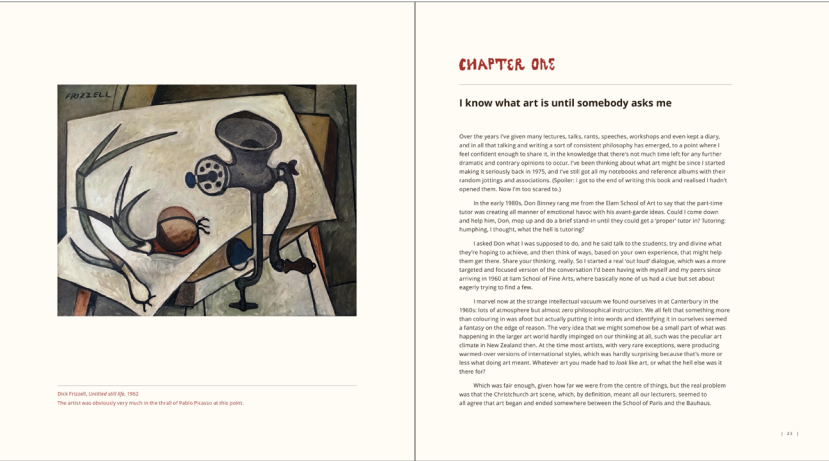 FRIZZELL
Dick Frizzell, Untitled still life, 1962
The artist was obviously very much in the thrall of Pablo Picasso at this point.
CHAPTER ONE
I know what art is until somebody asks me
Over the years I've given many lectures, talks, rants, speeches, workshops and even kept a diary,
and in all that talking and writing a sort of consistent philosophy has emerged, to a point where I
feel confident enough to share it, in the knowledge that there's not much time left for any further
dramatic and contrary opinions to occur. I've been thinking about what art might be since I started
making it seriously back in 1975, and I've still got all my notebooks and reference albums with their
random jottings and associations. (Spoiler: I got to the end of writing this book and realised I hadn't
opened them. Now I'm too scared to.)
In the early 1980s, Don Binney rang me from the Elam School of Art to say that the part-time
tutor was creating all manner of emotional havoc with his avant-garde ideas. Could I come down
and help him, Don, mop up and do a brief stand-in until they could get a 'proper' tutor in? Tutoring:
humphing, I thought, what the hell is tutoring?
I asked Don what I was supposed to do, and he said talk to the students, try and divine what
they're hoping to achieve, and then think of ways, based on your own experience, that might help
them get there. Share your thinking, really. So I started a real 'out loud' dialogue, which was a more
targeted and focused version of the conversation I'd been having with myself and my peers since
arriving in 1960 at Ilam School of Fine Arts, where basically none of us had a clue but set about
eagerly trying to find a few.
I marvel now at the strange intellectual vacuum we found ourselves in at Canterbury in the
1960s: lots of atmosphere but almost zero philosophical instruction. We all felt that something more
than colouring in was afoot but actually putting it into words and identifying it in ourselves seemed
a fantasy on the edge of reason. The very idea that we might somehow be a small part of what was
happening in the larger art world hardly impinged on our thinking at all, such was the peculiar art
climate in New Zealand then. At the time most artists, with very rare exceptions, were producing
warmed-over versions of international styles, which was hardly surprising because that's more or
less what doing art meant. Whatever art you made had to look like art, or what the hell else was it
there for?
Which was fair enough, given how far we were from the centre of things, but the real problem
was that the Christchurch art scene, which, by definition, meant all our lecturers, seemed to
all agree that art began and ended somewhere between the School of Paris and the Bauhaus.